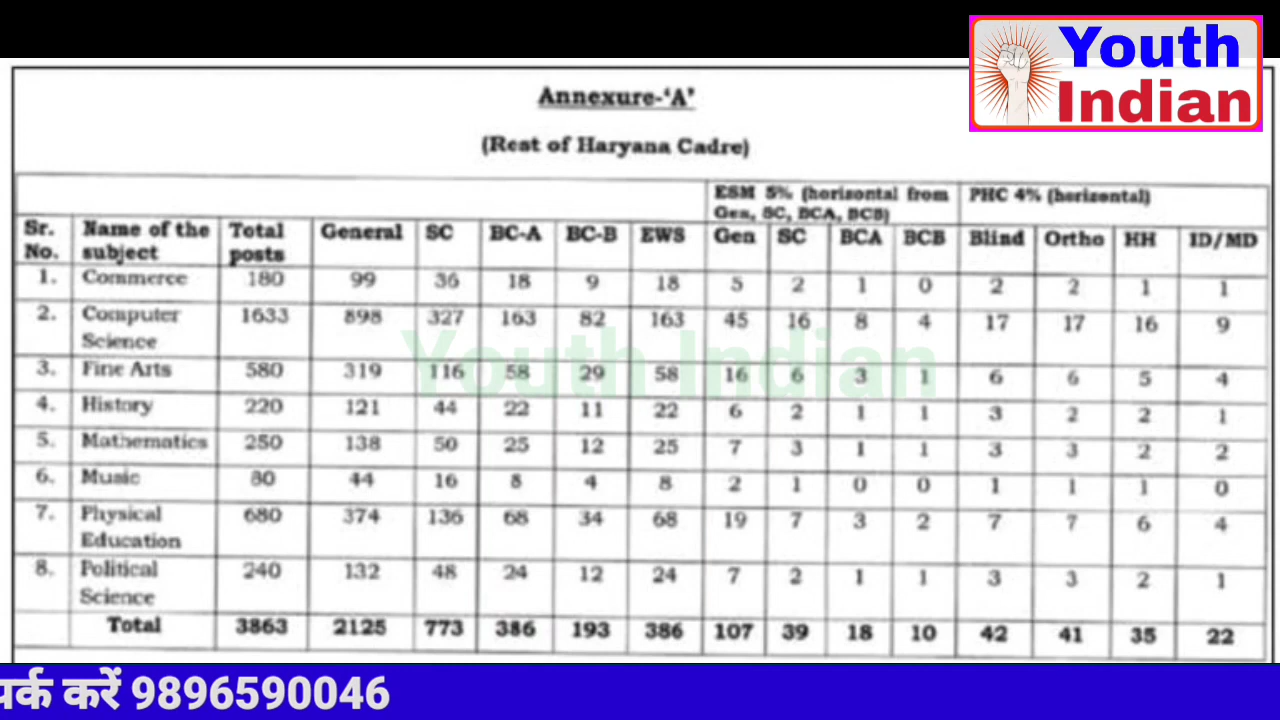 Youth
Indian
Annexure-'A'
(Rest of Haryana Cadre)
ESM 5% (horizontal from Gen, SC, BCA, BCB) PHC 4% (horizontal)
Sr. No. Name of the subject Total posts General SC BC-A BC-B EWS Gen SC BCA BCB Blind Ortho HH ID/MD
1. Commerce 180 99 36 18 9 18 5 2 1 0 2 2 1 1
2. Computer Science 1633 898 327 163 82 163 45 16 8 4 17 17 16 9
3. Fine Arts 580 319 116 58 29 58 16 6 3 1 6 6 5 4
4. History 220 121 44 22 11 22 6 2 1 1 3 2 2 1
5. Mathematics 250 138 50 25 12 25 7 3 1 1 3 3 2 2
6. Music 80 44 16 8 4 8 2 1 0 0 1 1 1 0
7. Physical Education 680 374 136 68 34 68 19 7 3 2 7 7 6 4
8. Political Science 240 132 48 24 12 24 7 2 1 1 3 3 2 1
Total 3863 2125 773 386 193 386 107 39 18 10 42 41 35 22
Youth Indian
पर्क करें 9896590046